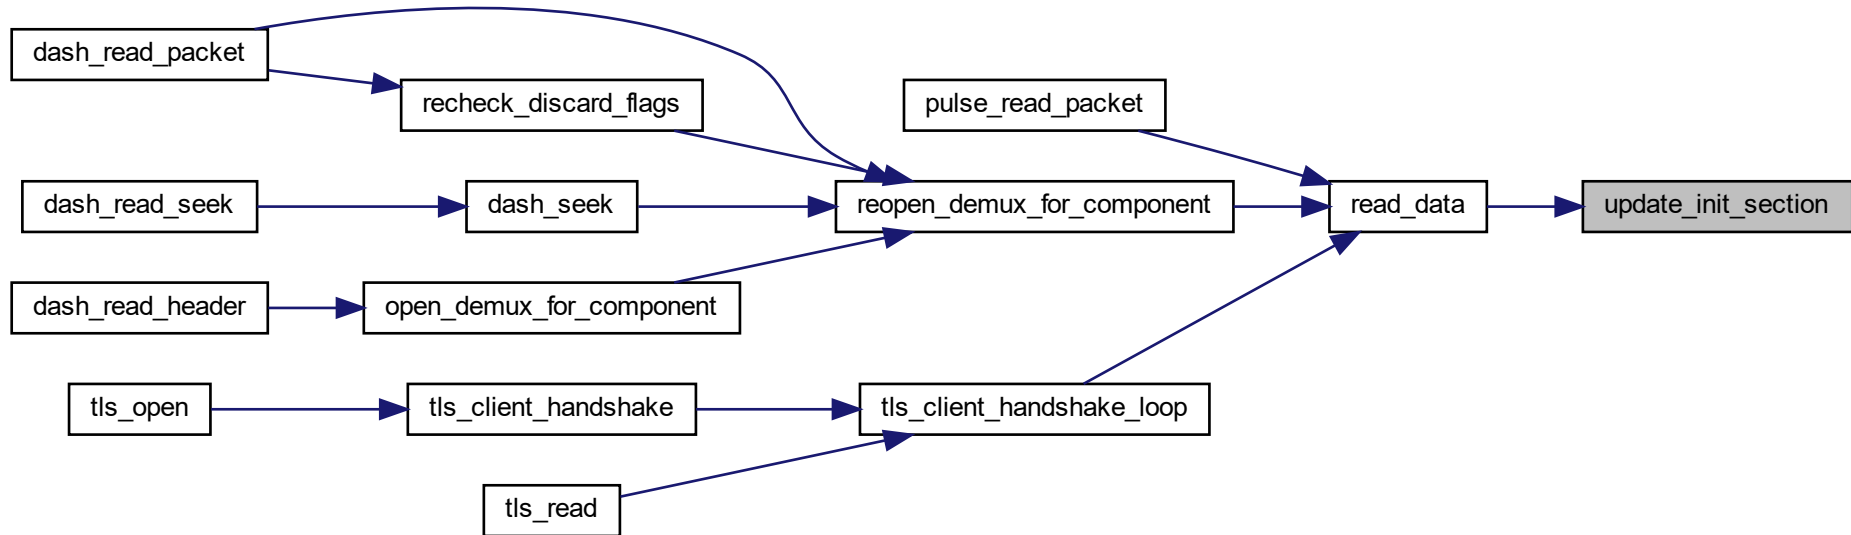 dash_read_packet
recheck_discard_flags
pulse_read_packet
dash_read_seek
dash_seek
reopen_demux_for_component
read_data
update_init_section
dash_read_header
open_demux_for_component
tls_open
tls_client_handshake
tls_client_handshake_loop
tls_read